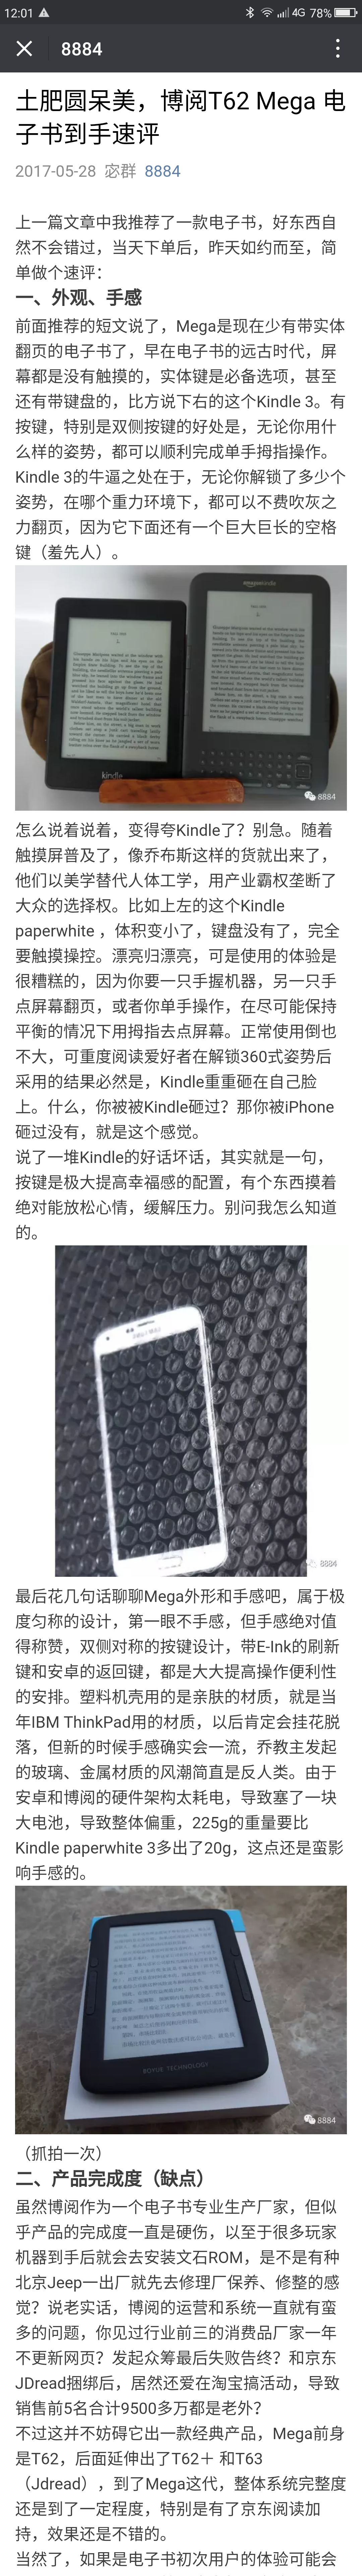 12:01
4G 78%
8884
土肥圆呆美，博阅T62 Mega 电
子书到手速评
2017-05-28 宓群 8884
上一篇文章中我推荐了一款电子书，好东西自
然不会错过，当天下单后，昨天如约而至，简
单做个速评：
一、外观、手感
前面推荐的短文说了，Mega是现在少有带实体
翻页的电子书了，早在电子书的远古时代，屏
幕都是没有触摸的，实体键是必备选项，甚至
还有带键盘的，比方说下右的这个Kindle 3。有
按键，特别是双侧按键的好处是，无论你用什
么样的姿势，都可以顺利完成单手拇指操作。
Kindle 3的牛逼之处在于，无论你解锁了多少个
姿势，在哪个重力环境下，都可以不费吹灰之
力翻页，因为它下面还有一个巨大巨长的空格
键（羞先人）。
amazonkindle
kindle
8884
怎么说着说着，变得夸Kindle了？别急。随着
触摸屏普及了，像乔布斯这样的货就出来了，
他们以美学替代人体工学，用产业霸权垄断了
大众的选择权。比如上左的这个Kindle
paperwhite ，体积变小了，键盘没有了，完全
要触摸操控。漂亮归漂亮，可是使用的体验是
很糟糕的，因为你要一只手握机器，另一只手
点屏幕翻页，或者你单手操作，在尽可能保持
平衡的情况下用拇指去点屏幕。正常使用倒也
不大，可重度阅读爱好者在解锁360式姿势后
采用的结果必然是，Kindle重重砸在自己脸
上。什么，你被被Kindle砸过？那你被iPhone
砸过没有，就是这个感觉。
说了一堆Kindle的好话坏话，其实就是一句，
按键是极大提高幸福感的配置，有个东西摸着
绝对能放松心情，缓解压力。别问我怎么知道
的。
8884
最后花几句话聊聊Mega外形和手感吧，属于极
度匀称的设计，第一眼不手感，但手感绝对值
得称赞，双侧对称的按键设计，带E-Ink的刷新
键和安卓的返回键，都是大大提高操作便利性
的安排。塑料机壳用的是亲肤的材质，就是当
年IBM ThinkPad用的材质，以后肯定会挂花脱
落，但新的时候手感确实会一流，乔教主发起
的玻璃、金属材质的风潮简直是反人类。由于
安卓和博阅的硬件架构太耗电，导致塞了一块
大电池，导致整体偏重，225g的重量要比
Kindle paperwhite 3多出了20g，这点还是蛮影
响手感的。
BOYUE TECHNOLOGY
8884
（抓拍一次）
二、产品完成度（缺点）
虽然博阅作为一个电子书专业生产厂家，但似
乎产品的完成度一直是硬伤，以至于很多玩家
机器到手后就会去安装文石ROM，是不是有种
北京Jeep一出厂就先去修理厂保养、修整的感
觉？说老实话，博阅的运营和系统一直就有蛮
多的问题，你见过行业前三的消费品厂家一年
不更新网页？发起众筹最后失败告终？和京东
JDread捆绑后，居然还爱在淘宝搞活动，导致
销售前5名合计9500多万都是老外？
不过这并不妨碍它出一款经典产品，Mega前身
是T62，后面延伸出了T62＋ 和T63
（Jdread），到了Mega这代，整体系统完整度
还是到了一定程度，特别是有了京东阅读加
持，效果还是不错的。
当然了，如果是电子书初次用户的体验可能会